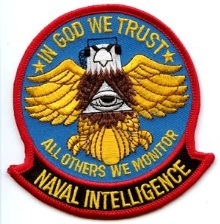 IN GOD WE TRUST
ALL OTHERS WE MONITOR
NAVAL INTELLIGENCE